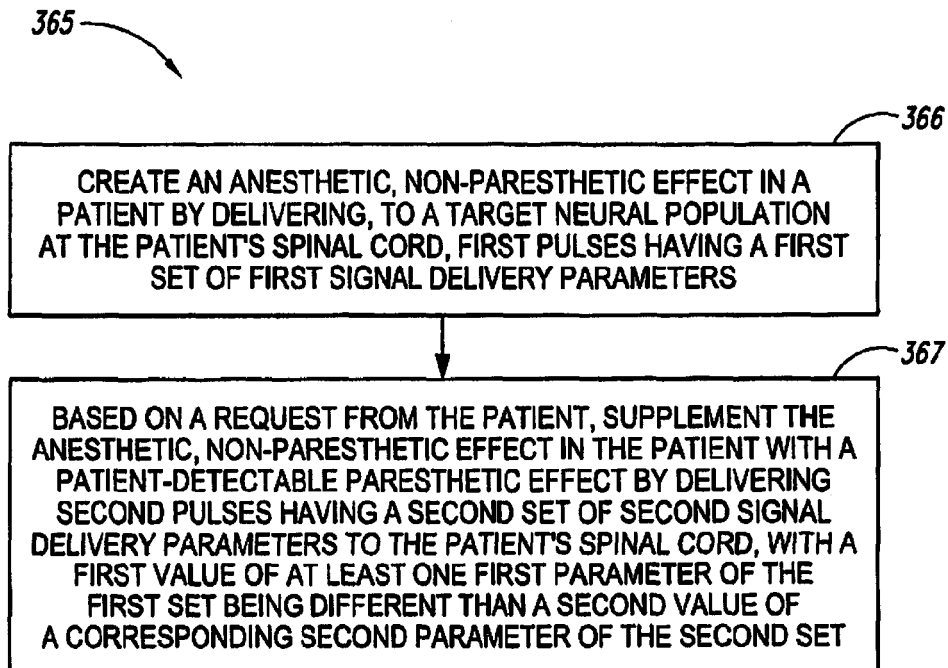 365
366
CREATE AN ANESTHETIC, NON-PARESTHETIC EFFECT IN A
PATIENT BY DELIVERING, TO A TARGET NEURAL POPULATION
AT THE PATIENT'S SPINAL CORD, FIRST PULSES HAVING A FIRST
SET OF FIRST SIGNAL DELIVERY PARAMETERS
367
BASED ON A REQUEST FROM THE PATIENT, SUPPLEMENT THE
ANESTHETIC, NON-PARESTHETIC EFFECT IN THE PATIENT WITH A
PATIENT-DETECTABLE PARESTHETIC EFFECT BY DELIVERING
SECOND PULSES HAVING A SECOND SET OF SECOND SIGNAL
DELIVERY PARAMETERS TO THE PATIENT'S SPINAL CORD, WITH A
FIRST VALUE OF AT LEAST ONE FIRST PARAMETER OF THE
FIRST SET BEING DIFFERENT THAN A SECOND VALUE OF
A CORRESPONDING SECOND PARAMETER OF THE SECOND SET